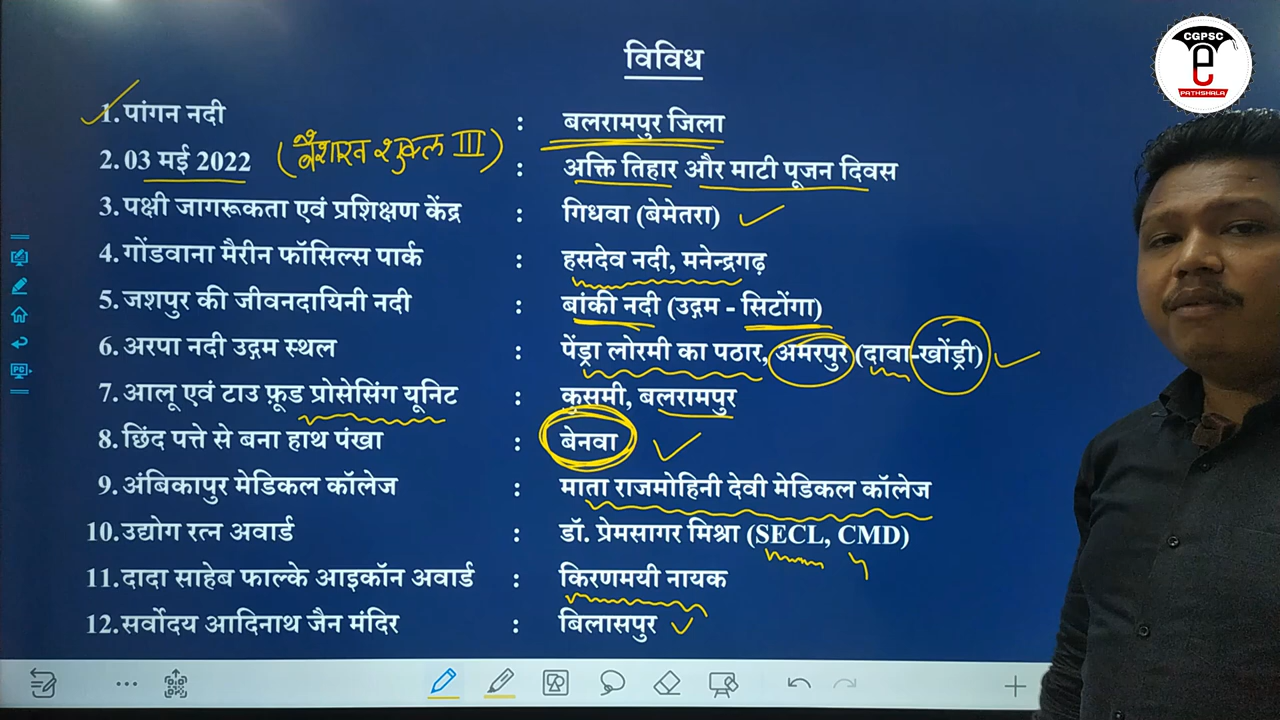 CGPSC
PATHSHALA
विविध
1. पांगन नदी : बलरामपुर जिला
2. 03 मई 2022 (वैशाख शुक्ल III) : अक्ति तिहार और माटी पूजन दिवस
3. पक्षी जागरूकता एवं प्रशिक्षण केंद्र : गिधवा (बेमेतरा)
4. गोंडवाना मैरीन फॉसिल्स पार्क : हसदेव नदी, मनेन्द्रगढ़
5. जशपुर की जीवनदायिनी नदी : बांकी नदी (उद्गम - सिटोंगा)
6. अरपा नदी उद्गम स्थल : पेंड्रा लोरमी का पठार, अमरपुर (दावा-खोंड्री)
7. आलू एवं टाउ फ़ूड प्रोसेसिंग यूनिट : कुसमी, बलरामपुर
8. छिंद पत्ते से बना हाथ पंखा : बेनवा
9. अंबिकापुर मेडिकल कॉलेज : माता राजमोहिनी देवी मेडिकल कॉलेज
10. उद्योग रत्न अवार्ड : डॉ. प्रेमसागर मिश्रा (SECL, CMD)
11. दादा साहेब फाल्के आइकॉन अवार्ड : किरणमयी नायक
12. सर्वोदय आदिनाथ जैन मंदिर : बिलासपुर